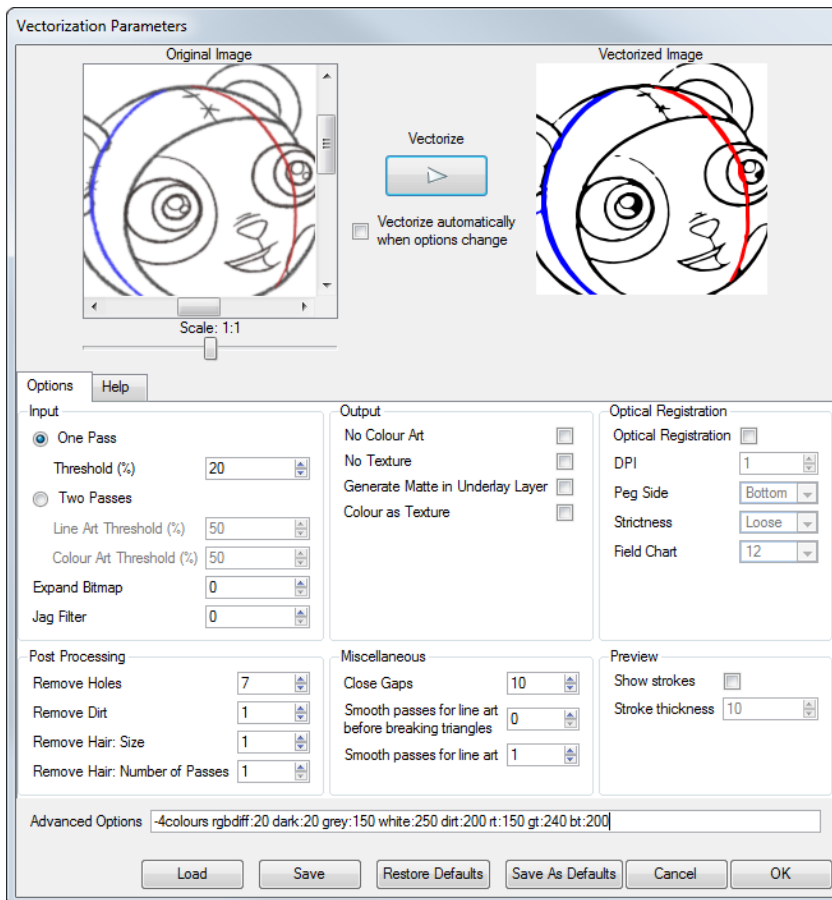 Vectorization Parameters
Original Image
Vectorized Image
Vectorize
Vectorize automatically
when options change
Scale: 1:1
Options
Help
Input
One Pass
Threshold (%) 20
Two Passes
Line Art Threshold (%) 50
Colour Art Threshold (%) 50
Expand Bitmap 0
Jag Filter 0
Output
No Colour Art
No Texture
Generate Matte in Underlay Layer
Colour as Texture
Optical Registration
Optical Registration
DPI 1
Peg Side Bottom
Strictness Loose
Field Chart 12
Post Processing
Remove Holes 7
Remove Dirt 1
Remove Hair: Size 1
Remove Hair: Number of Passes 1
Miscellaneous
Close Gaps 10
Smooth passes for line art
before breaking triangles 0
Smooth passes for line art 1
Preview
Show strokes
Stroke thickness 10
Advanced Options -4colours rgbdiff:20 dark:20 grey:150 white:250 dirt:200 rt:150 gt:240 bt:200
Load Save Restore Defaults Save As Defaults Cancel OK